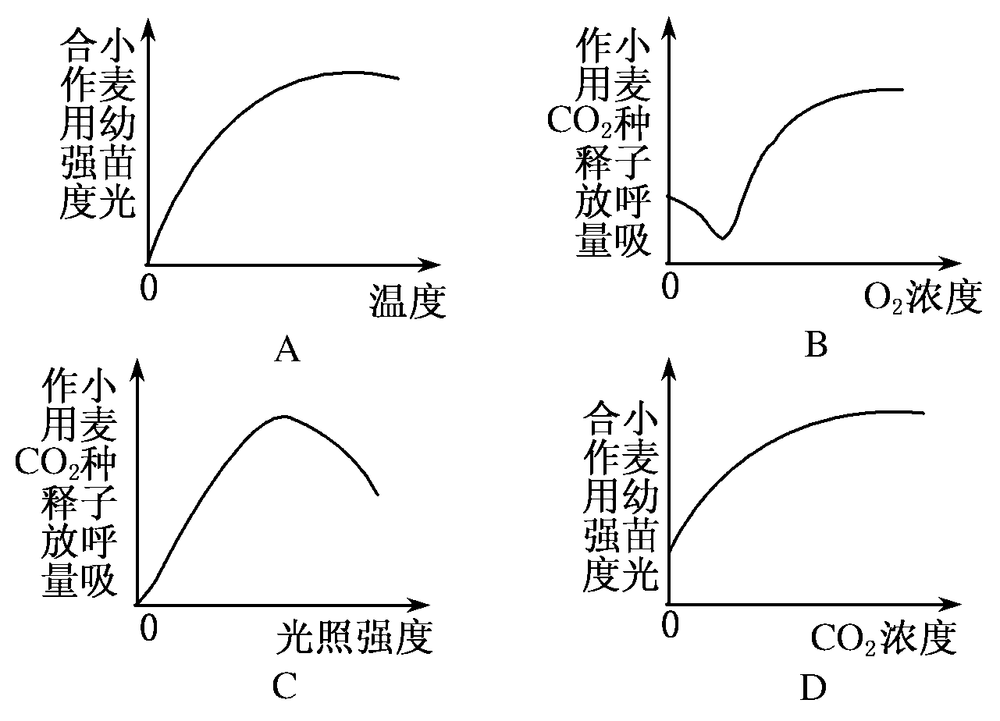 小麦幼苗光
合作用强度
0
温度
A
小麦种子呼吸
作用CO₂释放量
0
O₂浓度
B
小麦种子呼吸
作用CO₂释放量
0
光照强度
C
小麦幼苗光
合作用强度
0
CO₂浓度
D